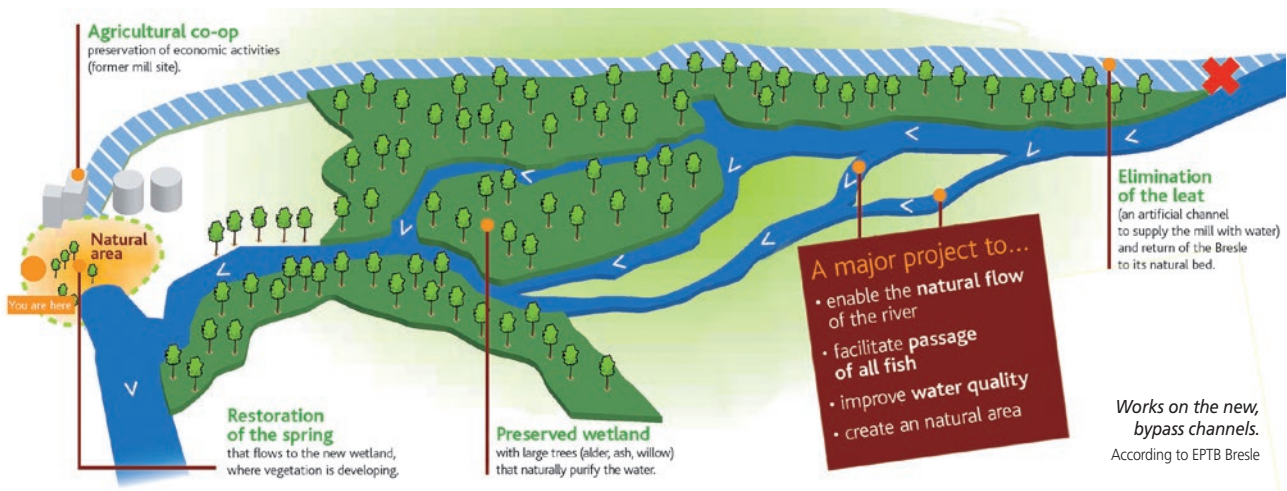 Agricultural co-op
preservation of economic activities
(former mill site).
Natural
area
You are here
Restoration
of the spring
that flows to the new wetland,
where vegetation is developing.
Preserved wetland
with large trees (alder, ash, willow)
that naturally purify the water.
A major project to...
• enable the natural flow
of the river
• facilitate passage
of all fish
• improve water quality
• create an natural area
Elimination
of the leat
(an artificial channel
to supply the mill with water)
and return of the Bresle
to its natural bed.
Works on the new,
bypass channels.
According to EPTB Bresle